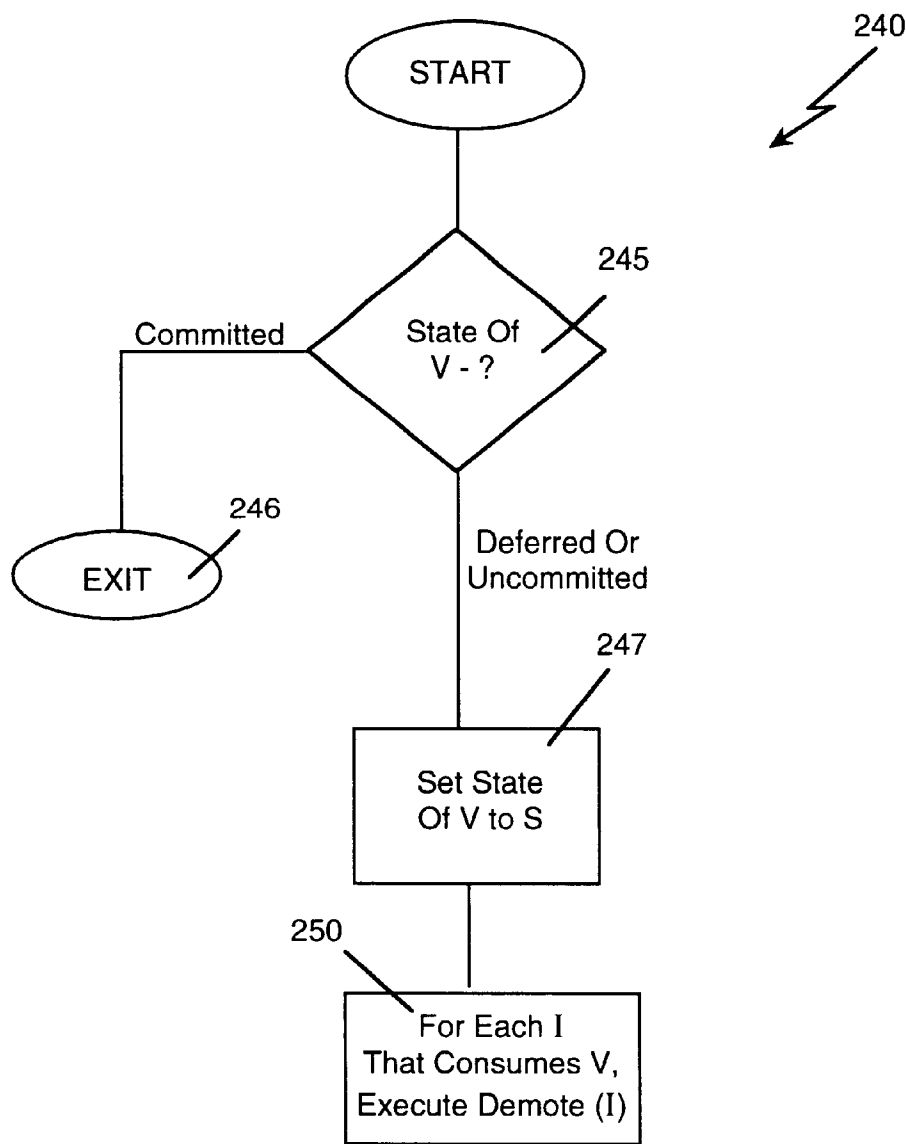 240
START
245
State Of
V - ?
Committed
246
EXIT
Deferred Or
Uncommitted
247
Set State
Of V to S
250
For Each I
That Consumes V,
Execute Demote (I)